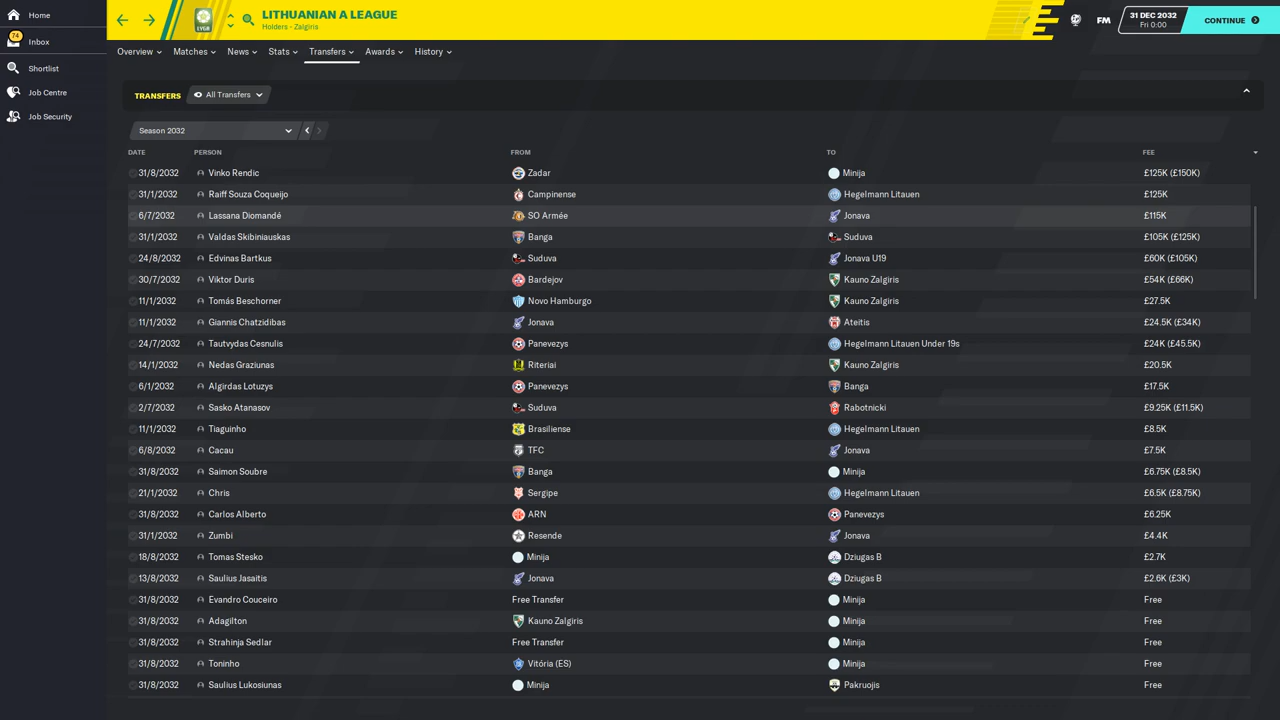 Home
74
Inbox
Shortlist
Job Centre
Job Security
LYGA
LITHUANIAN A LEAGUE
Holders - Zalgiris
FM
31 DEC 2032
Fri 0:00
CONTINUE
Overview Matches News Stats Transfers Awards History
TRANSFERS All Transfers
Season 2032
DATE PERSON FROM TO FEE
31/8/2032 Vinko Rendic Zadar Minija £125K (£150K)
31/1/2032 Raiff Souza Coqueijo Campinense Hegelmann Litauen £125K
6/7/2032 Lassana Diomandé SO Armée Jonava £115K
31/1/2032 Valdas Skibiniauskas Banga Suduva £105K (£125K)
24/8/2032 Edvinas Bartkus Suduva Jonava U19 £60K (£105K)
30/7/2032 Viktor Duris Bardejov Kauno Zalgiris £54K (£66K)
11/1/2032 Tomás Beschorner Novo Hamburgo Kauno Zalgiris £27.5K
11/1/2032 Giannis Chatzidibas Jonava Ateitis £24.5K (£34K)
24/7/2032 Tautvydas Cesnulis Panevezys Hegelmann Litauen Under 19s £24K (£45.5K)
14/1/2032 Nedas Graziunas Riteriai Kauno Zalgiris £20.5K
6/1/2032 Algirdas Lotuzys Panevezys Banga £17.5K
2/7/2032 Sasko Atanasov Suduva Rabotnicki £9.25K (£11.5K)
11/1/2032 Tiaguinho Brasiliense Hegelmann Litauen £8.5K
6/8/2032 Cacau TFC Jonava £7.5K
31/8/2032 Saimon Soubre Banga Minija £6.75K (£8.5K)
21/1/2032 Chris Sergipe Hegelmann Litauen £6.5K (£8.75K)
31/8/2032 Carlos Alberto ARN Panevezys £6.25K
31/1/2032 Zumbi Resende Jonava £4.4K
18/8/2032 Tomas Stesko Minija Dziugas B £2.7K
13/8/2032 Saulius Jasaitis Jonava Dziugas B £2.6K (£3K)
31/8/2032 Evandro Couceiro Free Transfer Minija Free
31/8/2032 Adagilton Kauno Zalgiris Minija Free
31/8/2032 Strahinja Sedlar Free Transfer Minija Free
31/8/2032 Toninho Vitória (ES) Minija Free
31/8/2032 Saulius Lukosiunas Minija Pakruojis Free